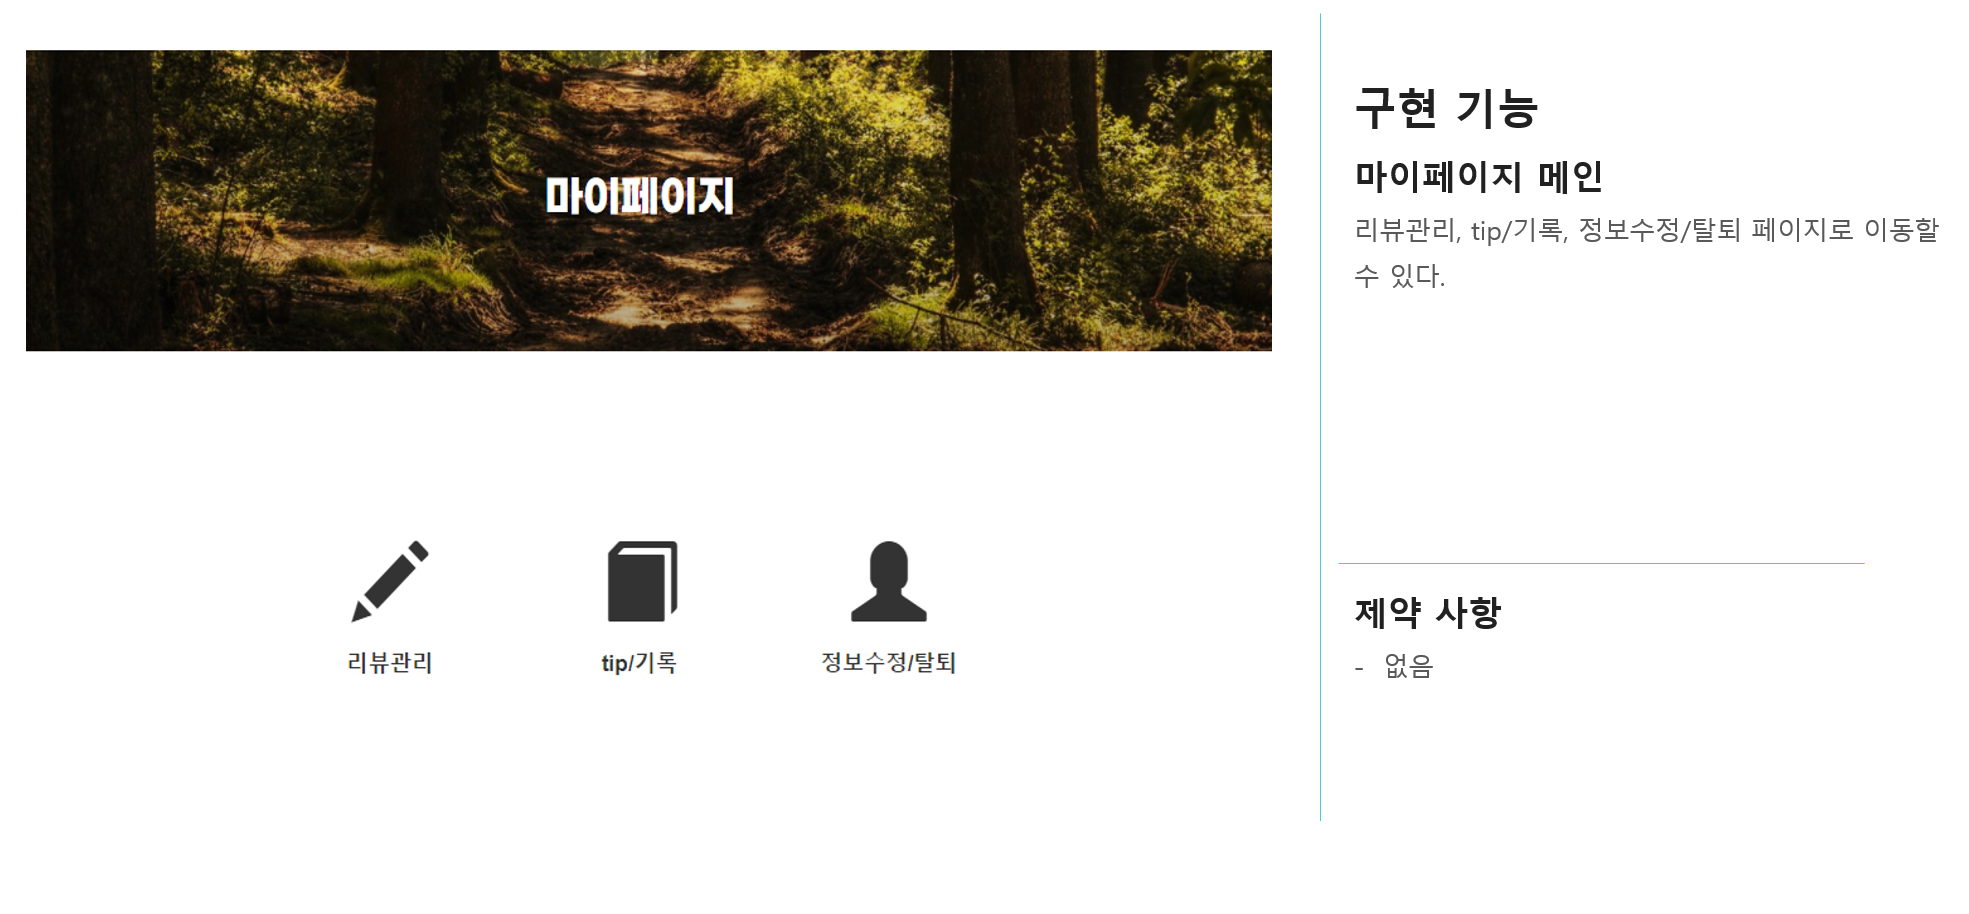 마이페이지
리뷰관리
tip/기록
정보수정/탈퇴
구현 기능
마이페이지 메인
리뷰관리, tip/기록, 정보수정/탈퇴 페이지로 이동할
수 있다.
제약 사항
- 없음